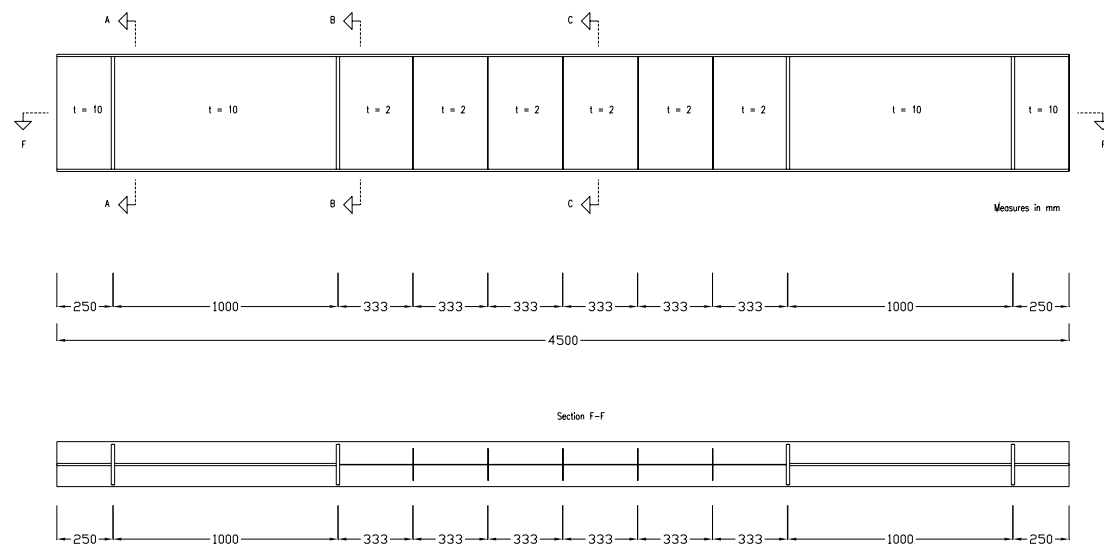 A B C
t = 10 t = 10 t = 2 t = 2 t = 2 t = 2 t = 2 t = 2 t = 10 t = 10
F F
A B C
Measures in mm
250 1000 333 333 333 333 333 333 1000 250
4500
Section F-F
250 1000 333 333 333 333 333 333 1000 250